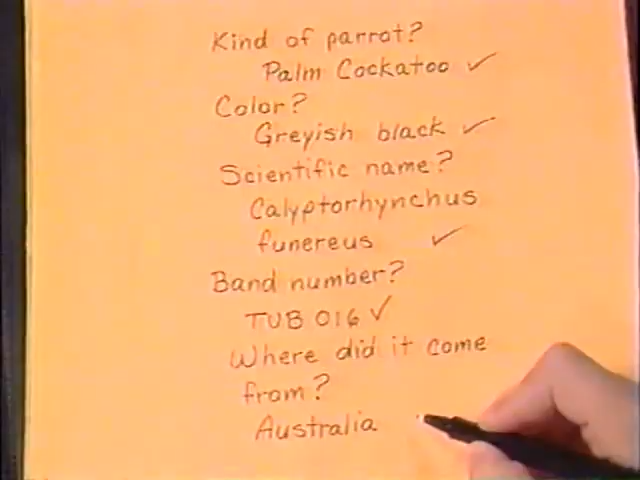 Kind of parrot?
Palm Cockatoo ✓
Color?
Greyish black ✓
Scientific name?
Calyptorhynchus
funereus ✓
Band number?
TUB 016 ✓
Where did it come
from?
Australia